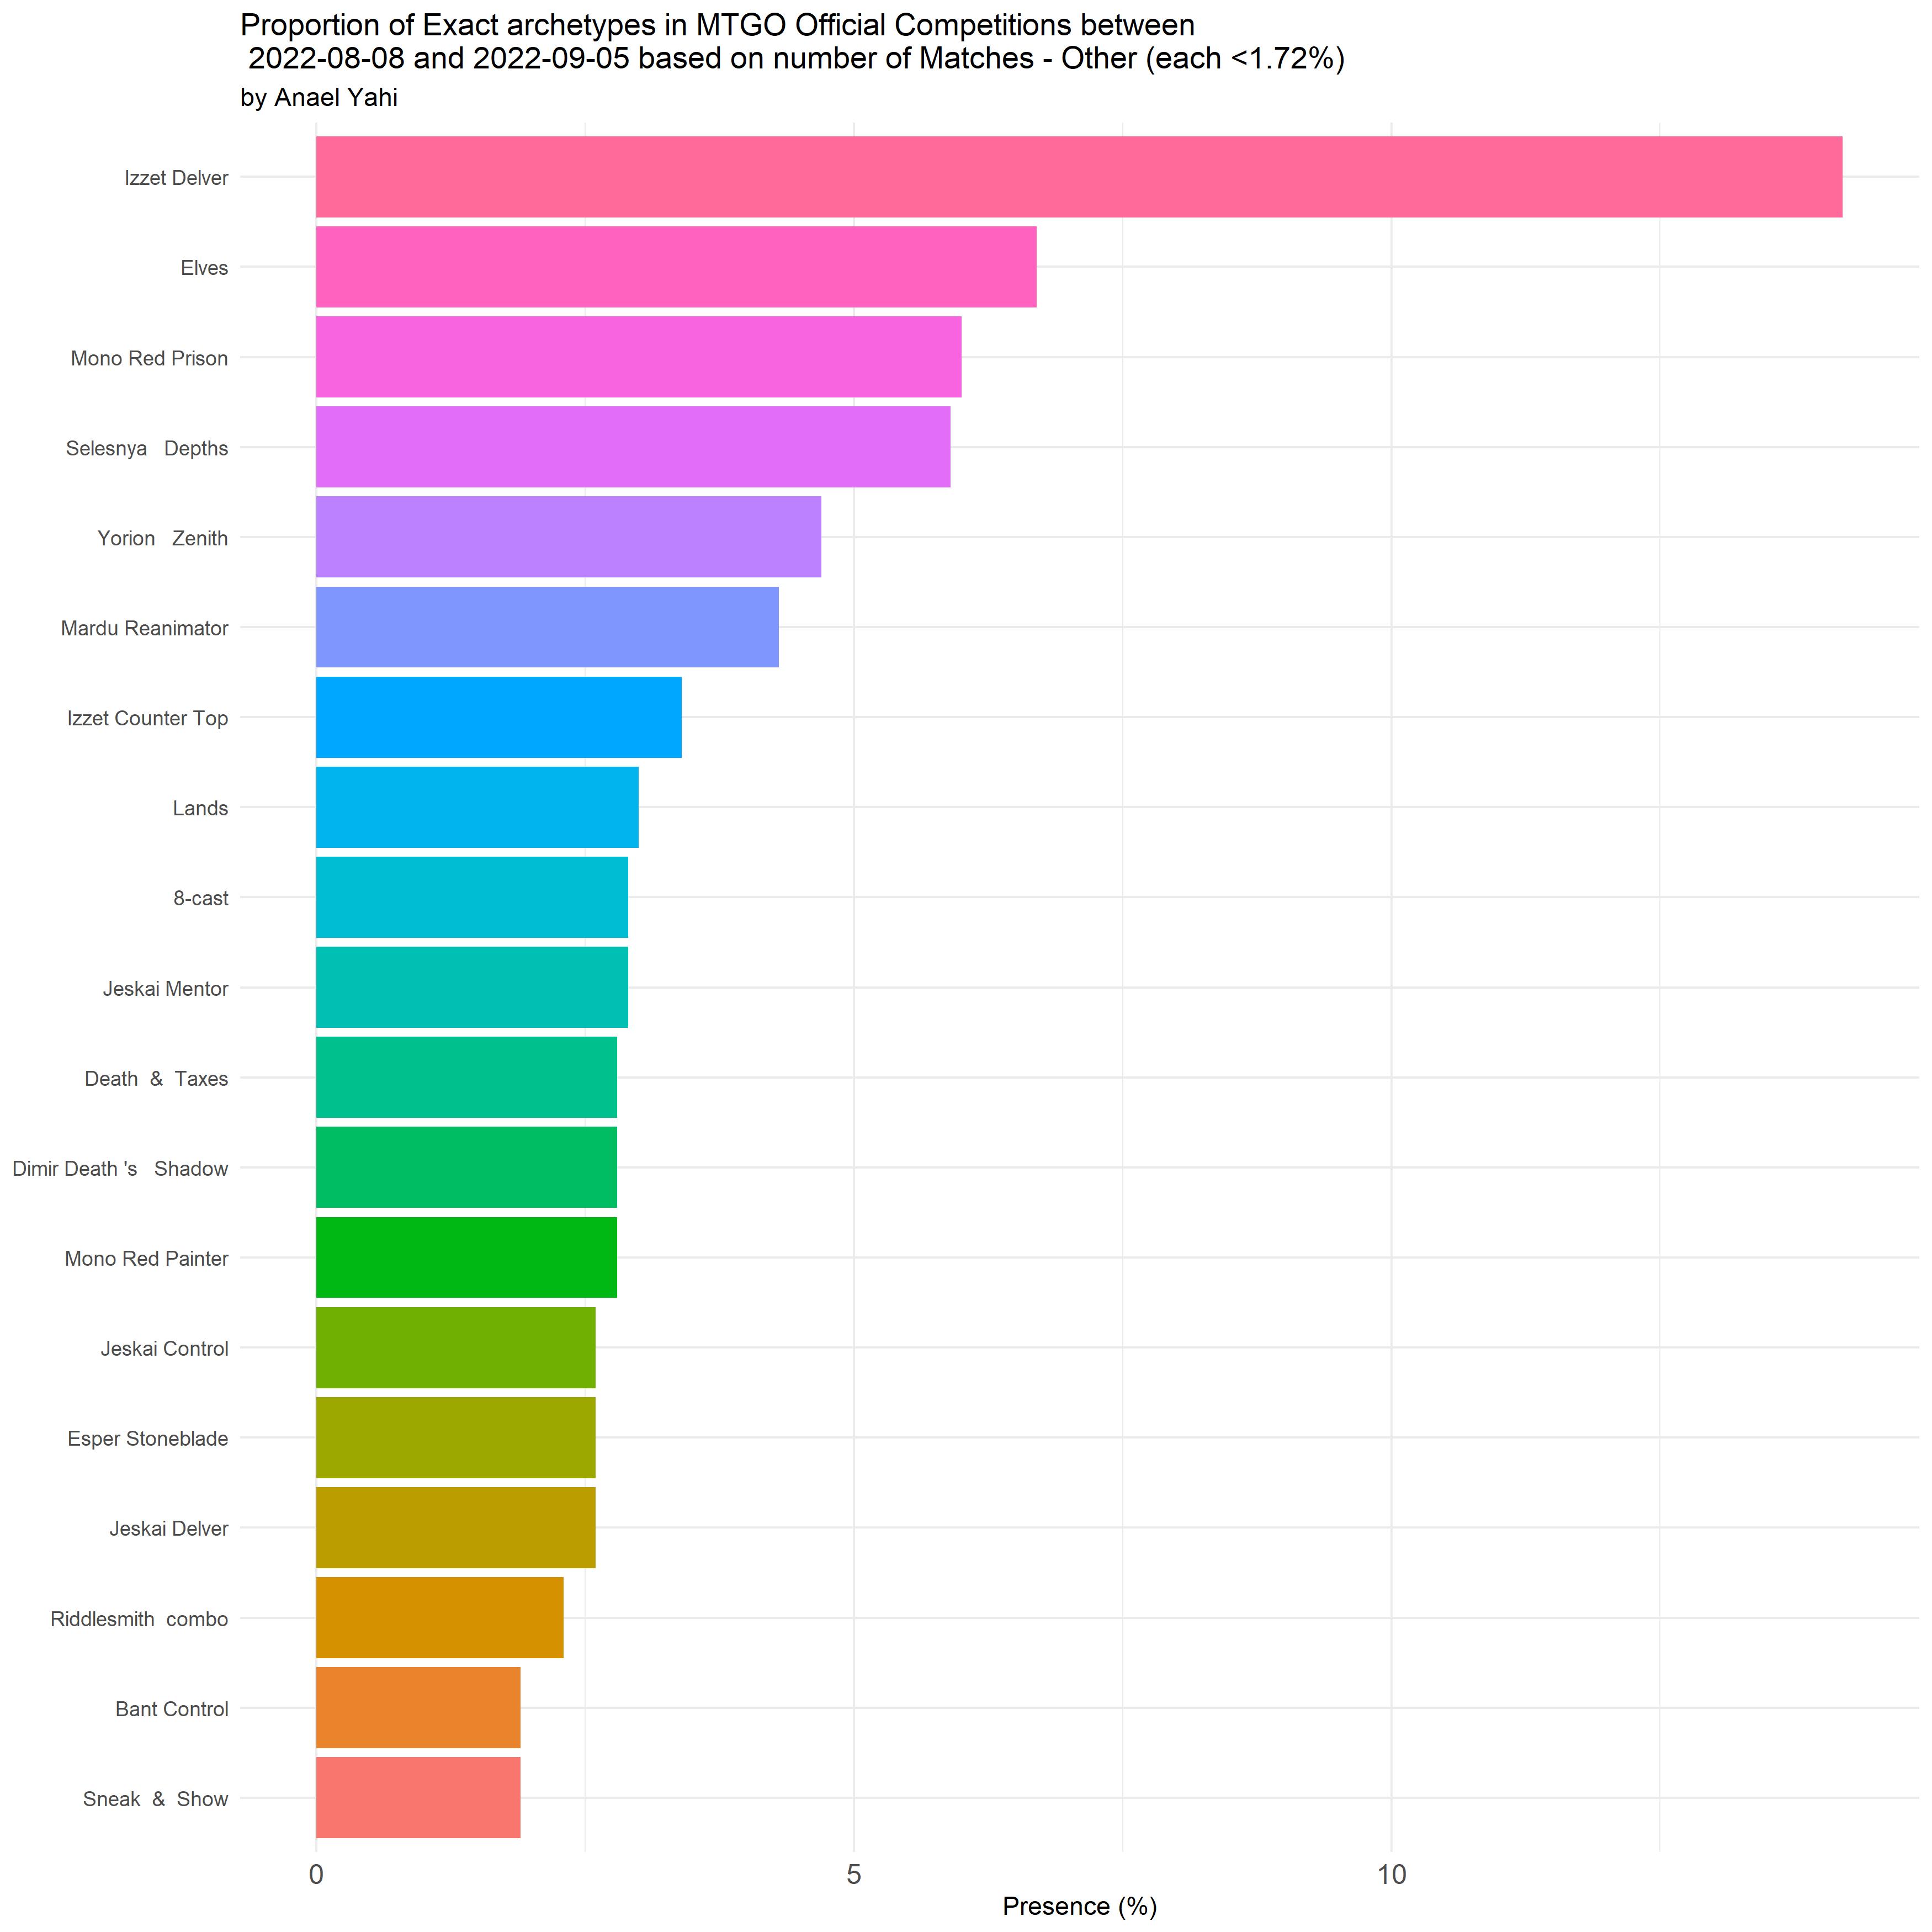 Proportion of Exact archetypes in MTGO Official Competitions between
2022-08-08 and 2022-09-05 based on number of Matches - Other (each <1.72%)
by Anael Yahi
Izzet Delver
Elves
Mono Red Prison
Selesnya   Depths
Yorion   Zenith
Mardu Reanimator
Izzet Counter Top
Lands
8-cast
Jeskai Mentor
Death  &  Taxes
Dimir Death 's   Shadow
Mono Red Painter
Jeskai Control
Esper Stoneblade
Jeskai Delver
Riddlesmith  combo
Bant Control
Sneak  &  Show
0 5 10
Presence (%)